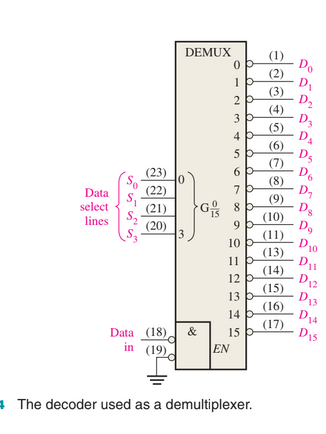 DEMUX
0 (1) D0
1 (2) D1
2 (3) D2
3 (4) D3
4 (5) D4
5 (6) D5
6 (7) D6
7 (8) D7
8 (9) D8
9 (10) D9
10 (11) D10
11 (13) D11
12 (14) D12
13 (15) D13
14 (16) D14
15 (17) D15
Data
select
lines
S0 (23) 0
S1 (22)
S2 (21)
S3 (20) 3
G 0/15
Data
in
(18)
(19)
&
EN
4 The decoder used as a demultiplexer.